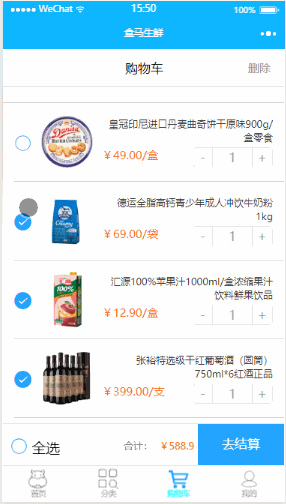 WeChat 15:50 100%
盒马生鲜
购物车 删除
皇冠印尼进口丹麦曲奇饼干原味900g/
盒零食
¥ 49.00/盒 - 1 +
德运全脂高钙青少年成人冲饮牛奶粉
1kg
¥ 69.00/袋 - 1 +
汇源100%苹果汁1000ml/盒浓缩果汁
饮料鲜果饮品
¥ 12.90/盒 - 1 +
张裕特选级干红葡萄酒（圆筒）
750ml*6红酒正品
¥ 399.00/支 - 1 +
全选 合计： ¥ 588.9 去结算
首页 分类 购物车 我的